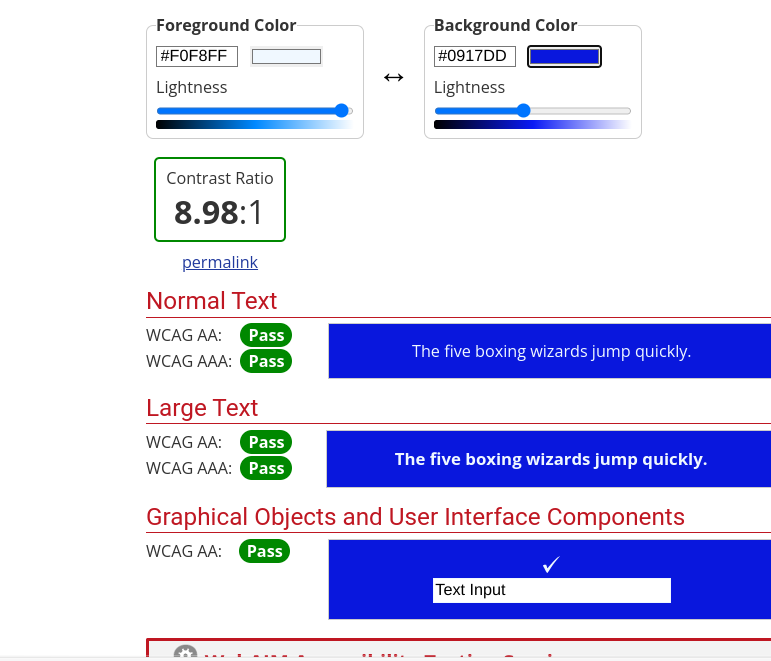 Foreground Color
Background Color
#F0F8FF
#0917DD
Lightness
↔
Lightness
Contrast Ratio
8.98:1
permalink
Normal Text
WCAG AA: Pass
WCAG AAA: Pass
The five boxing wizards jump quickly.
Large Text
WCAG AA: Pass
WCAG AAA: Pass
The five boxing wizards jump quickly.
Graphical Objects and User Interface Components
WCAG AA: Pass
✓
Text Input